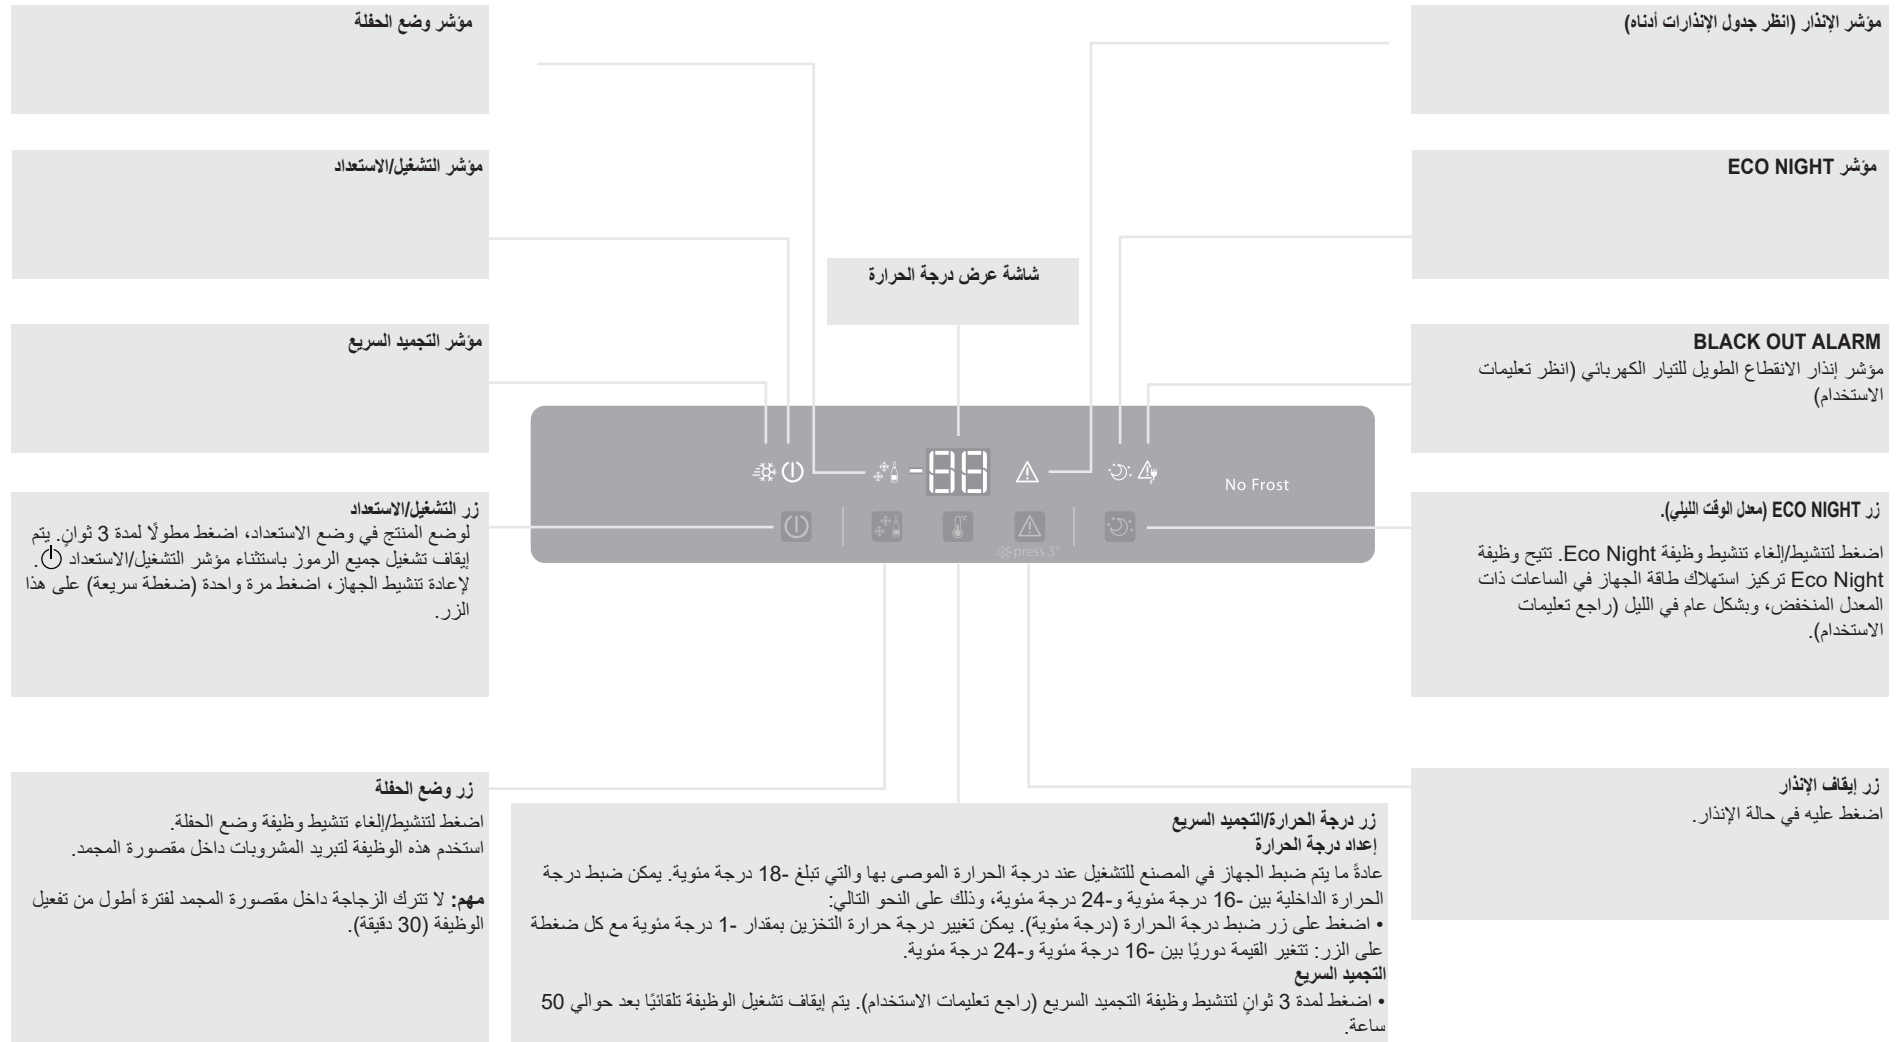 مؤشر الإنذار (انظر جدول الإنذارات أدناه)
مؤشر وضع الحفلة
مؤشر ECO NIGHT
مؤشر التشغيل/الاستعداد
شاشة عرض درجة الحرارة
BLACK OUT ALARM
مؤشر إنذار الانقطاع الطويل للتيار الكهربائي (انظر تعليمات
الاستخدام)
مؤشر التجميد السريع
-88
No Frost
press 3"
زر ECO NIGHT (معدل الوقت الليلي).
اضغط لتنشيط/إلغاء تنشيط وظيفة Eco Night. تتيح وظيفة
Eco Night تركيز استهلاك طاقة الجهاز في الساعات ذات
المعدل المنخفض، وبشكل عام في الليل (راجع تعليمات
الاستخدام).
زر التشغيل/الاستعداد
لوضع المنتج في وضع الاستعداد، اضغط مطولًا لمدة 3 ثوانٍ. يتم
إيقاف تشغيل جميع الرموز باستثناء مؤشر التشغيل/الاستعداد .
لإعادة تنشيط الجهاز، اضغط مرة واحدة (ضغطة سريعة) على هذا
الزر.
زر إيقاف الإنذار
اضغط عليه في حالة الإنذار.
زر درجة الحرارة/التجميد السريع
إعداد درجة الحرارة
عادةً ما يتم ضبط الجهاز في المصنع للتشغيل عند درجة الحرارة الموصى بها والتي تبلغ -18 درجة مئوية. يمكن ضبط درجة
الحرارة الداخلية بين -16 درجة مئوية و-24 درجة مئوية، وذلك على النحو التالي:
• اضغط على زر ضبط درجة الحرارة (درجة مئوية). يمكن تغيير درجة حرارة التخزين بمقدار -1 درجة مئوية مع كل ضغطة
على الزر: تتغير القيمة دوريًا بين -16 درجة مئوية و-24 درجة مئوية.
التجميد السريع
• اضغط لمدة 3 ثوانٍ لتنشيط وظيفة التجميد السريع (راجع تعليمات الاستخدام). يتم إيقاف تشغيل الوظيفة تلقائيًا بعد حوالي 50
ساعة.
زر وضع الحفلة
اضغط لتنشيط/إلغاء تنشيط وظيفة وضع الحفلة.
استخدم هذه الوظيفة لتبريد المشروبات داخل مقصورة المجمد.
مهم: لا تترك الزجاجة داخل مقصورة المجمد لفترة أطول من تفعيل
الوظيفة (30 دقيقة).